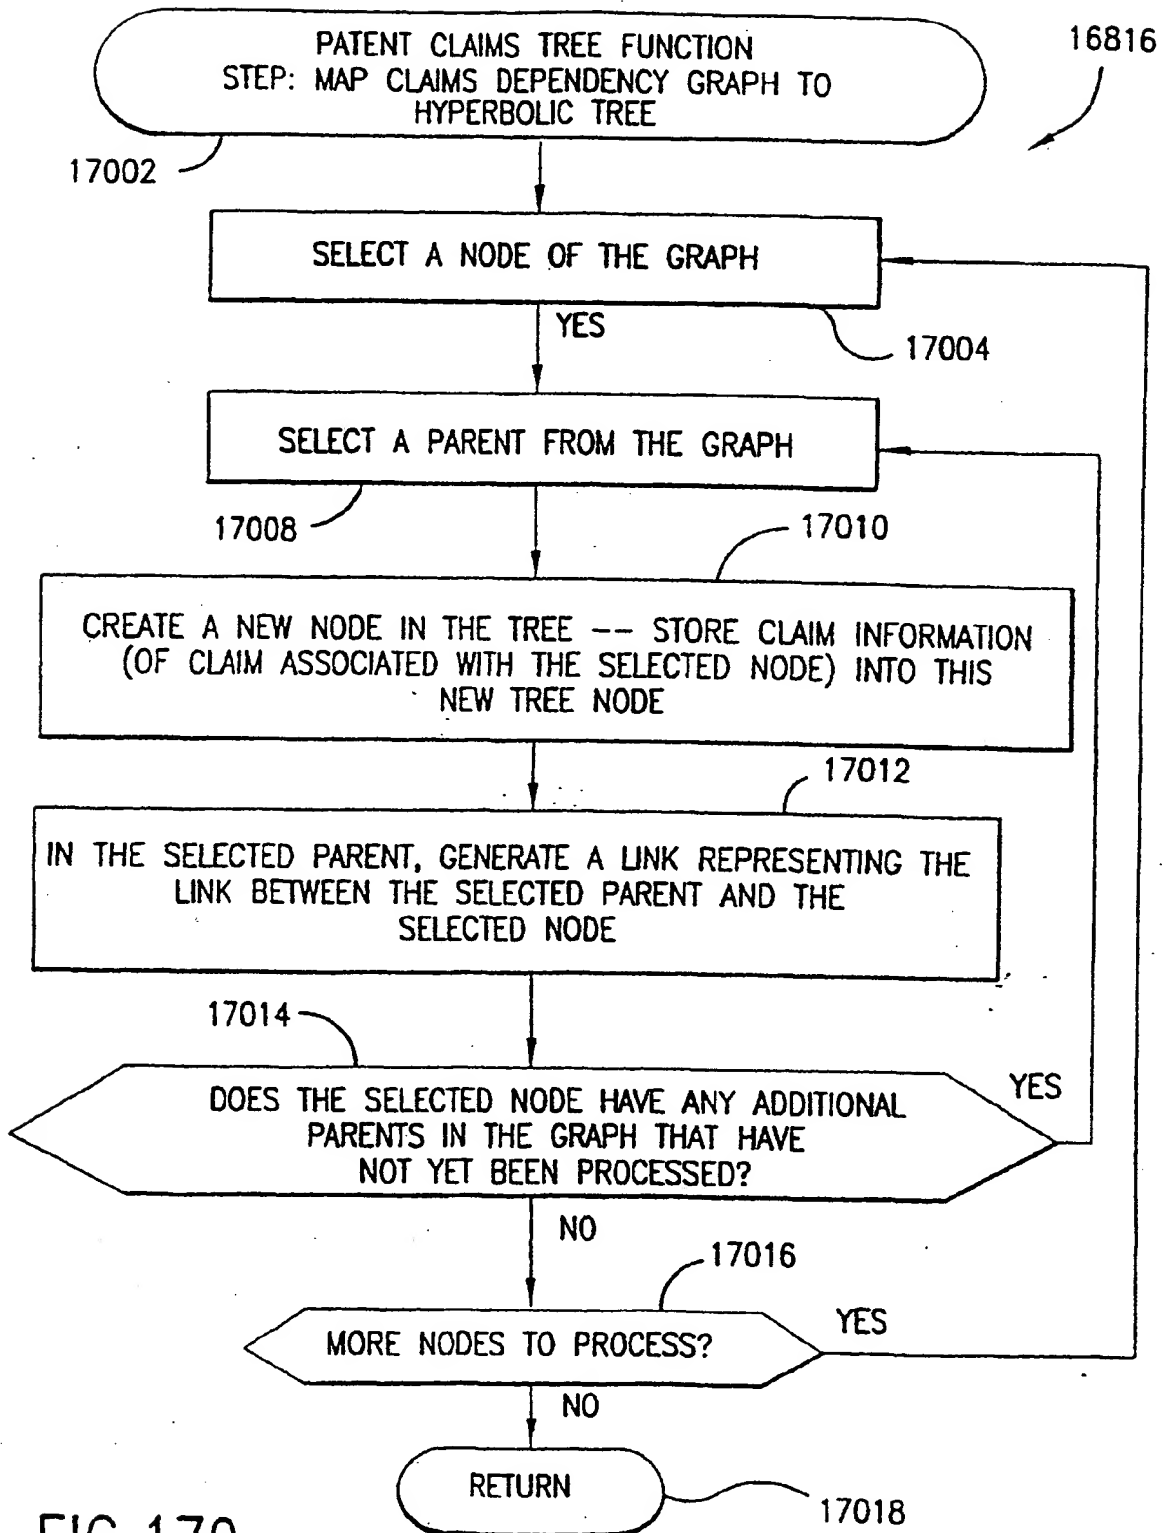 PATENT CLAIMS TREE FUNCTION
STEP: MAP CLAIMS DEPENDENCY GRAPH TO
HYPERBOLIC TREE
16816
17002
SELECT A NODE OF THE GRAPH
YES
17004
SELECT A PARENT FROM THE GRAPH
17008
17010
CREATE A NEW NODE IN THE TREE -- STORE CLAIM INFORMATION
(OF CLAIM ASSOCIATED WITH THE SELECTED NODE) INTO THIS
NEW TREE NODE
17012
IN THE SELECTED PARENT, GENERATE A LINK REPRESENTING THE
LINK BETWEEN THE SELECTED PARENT AND THE
SELECTED NODE
17014
DOES THE SELECTED NODE HAVE ANY ADDITIONAL
PARENTS IN THE GRAPH THAT HAVE
NOT YET BEEN PROCESSED?
YES
NO
17016
MORE NODES TO PROCESS?
YES
NO
RETURN
17018
FIG.170